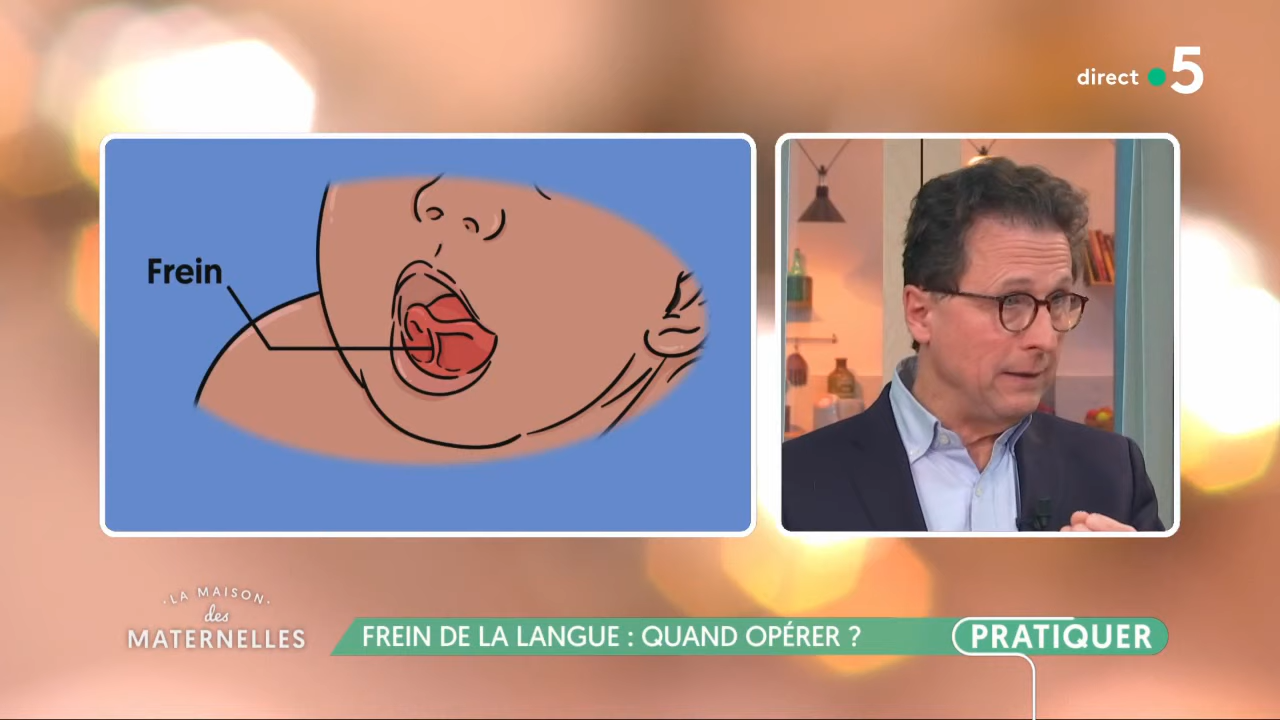 direct 5
Frein
LA MAISON
des
MATERNELLES
FREIN DE LA LANGUE : QUAND OPÉRER ?
PRATIQUER